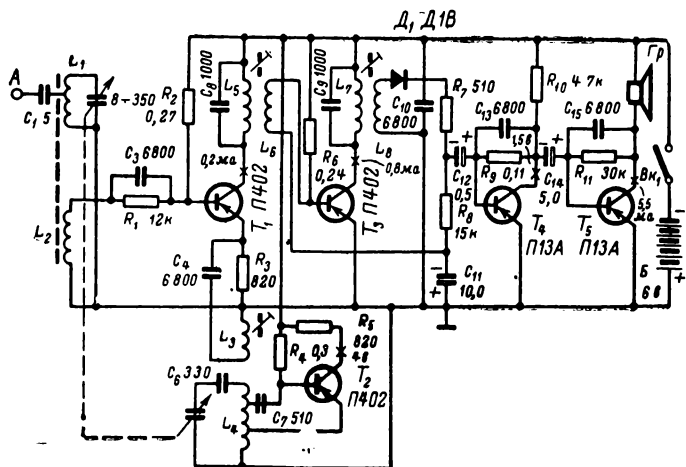 Д₁ Д1В
A
C₁ 5
L₁
8÷350
R₂
0,27
C₈ 1000
L₅
L₆
C₉ 1000
L₇
L₈
C₁₀
6800
R₇ 510
R₁₀ 4,7к
Гр
C₁₃ 6800
C₁₅ 6800
C₃ 6800
R₁ 12к
0,2ма
П402
T₁
R₆
0,24
П402
T₃
0,8ма
C₁₂
0,5
R₉
0,11
1,5в
C₁₄
5,0
R₁₁ 30к
Вк₁
5,5
ма
L₂
C₄
6800
R₃
820
R₈
15к
T₄
П13А
T₅
П13А
C₁₁
10,0
Б
6в
L₃
R₅
820
4в
R₄ 0,3
T₂
П402
C₆ 330
L₄
C₇ 510